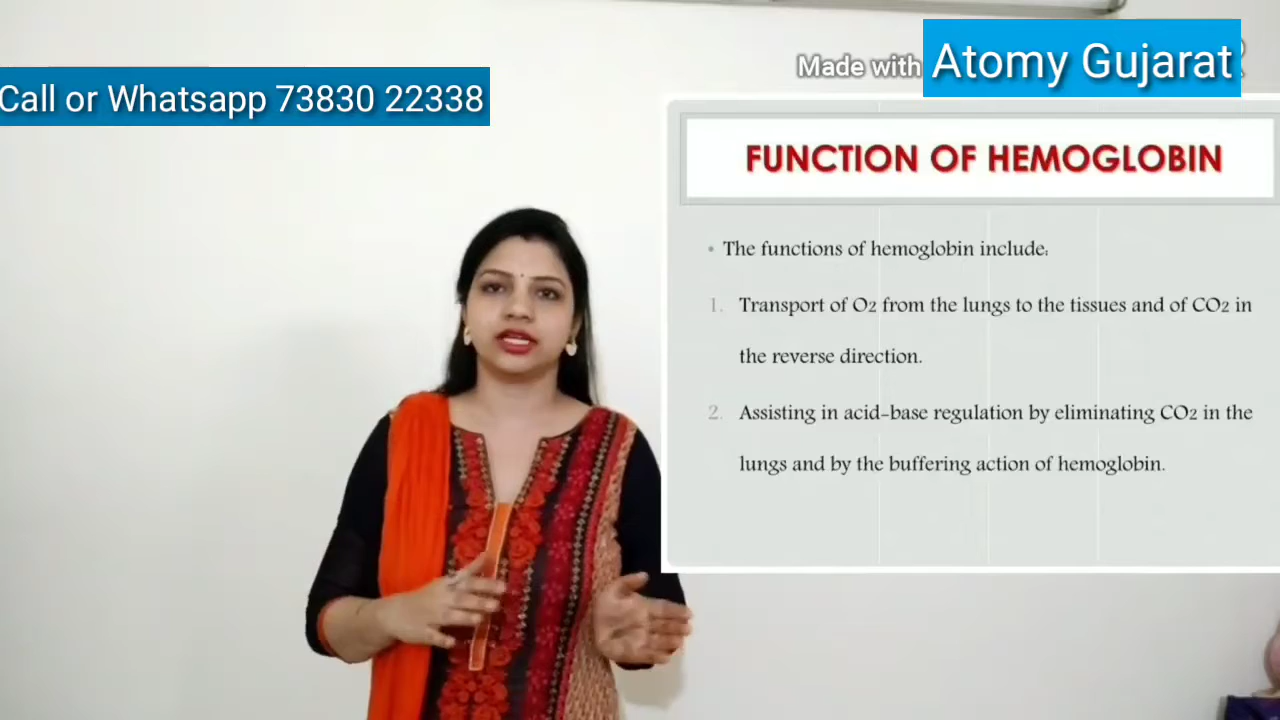 Made with
Atomy Gujarat
Call or Whatsapp 73830 22338
FUNCTION OF HEMOGLOBIN
• The functions of hemoglobin include:
1. Transport of O2 from the lungs to the tissues and of CO2 in
the reverse direction.
2. Assisting in acid-base regulation by eliminating CO2 in the
lungs and by the buffering action of hemoglobin.